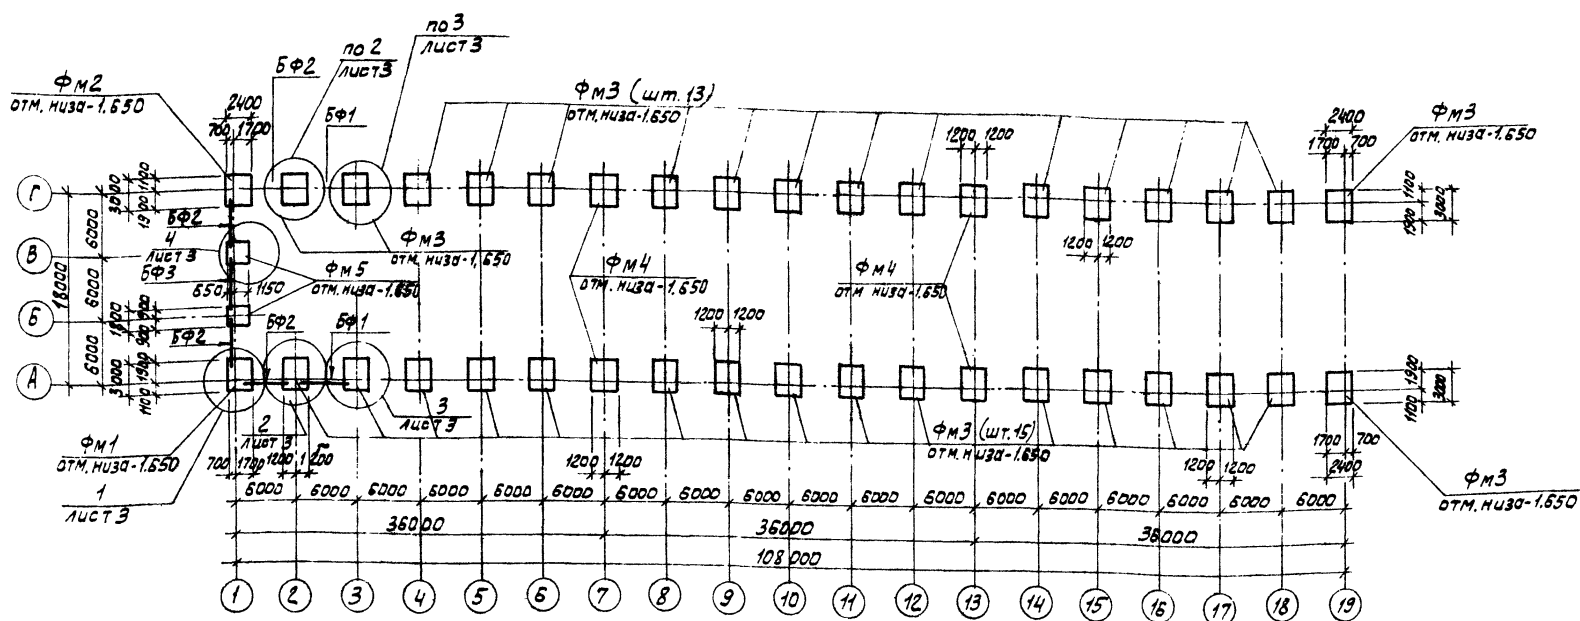 по 3
лист 3
по 2
лист 3
БФ2
Фм2
отм. низа-1.650
2400
700
1700
БФ1
Фм3 (шт. 13)
отм. низа-1.650
1200
1200
2400
1700
700
Фм3
отм. низа-1.650
Г
3000
1100
1900
БФ2
4
лист 3
БФ3
650
1150
В
Б
А
18000
6000
6000
6000
1800
900
900
БФ2
3000
1900
1100
Фм3
отм. низа-1.650
Фм5
отм. низа-1.650
Фм4
отм. низа-1.650
Фм4
отм. низа-1.650
1200
1200
1100
1900
3000
БФ2
БФ1
1200
1200
1900
1100
3000
Фм1
отм. низа-1.650
1
лист 3
2
лист 3
3
лист 3
700
1700
1200
1200
1200
1200
Фм3 (шт. 15)
отм. низа-1.650
1200
1200
1700
700
2400
Фм3
отм. низа-1.650
6000 6000 6000 6000 6000 6000 6000 6000 6000 6000 6000 6000 6000 6000 6000 6000 6000 6000
36000 36000 36000
108000
1 2 3 4 5 6 7 8 9 10 11 12 13 14 15 16 17 18 19